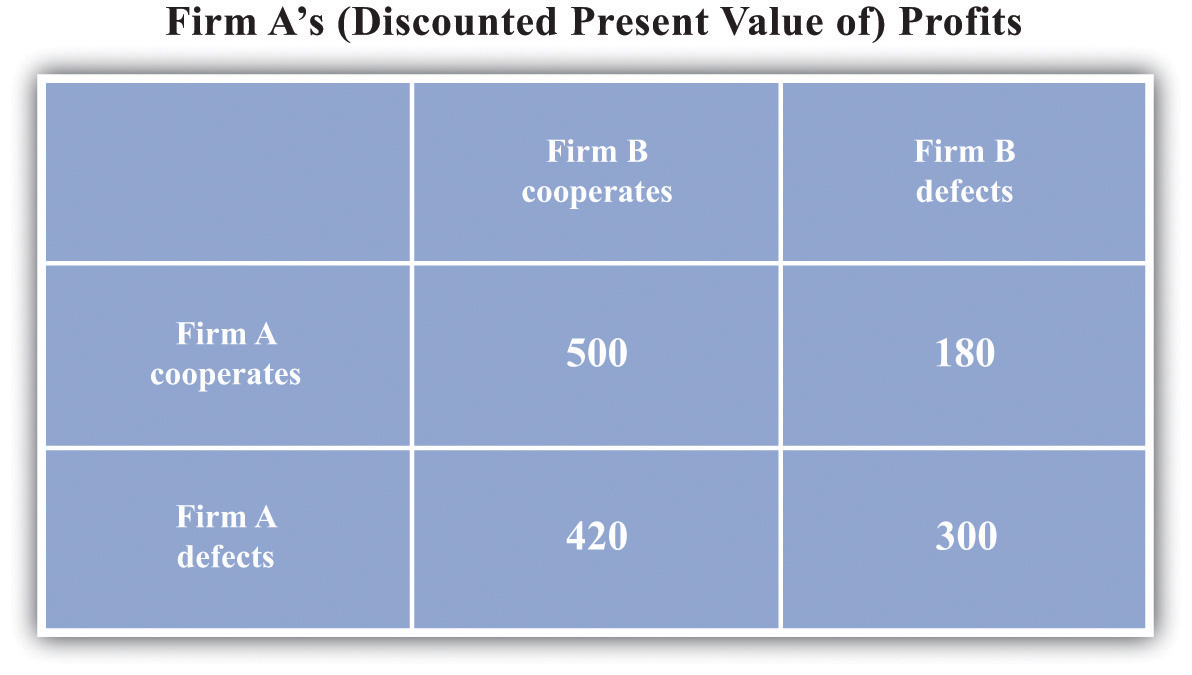 Firm A's (Discounted Present Value of) Profits
Firm B
cooperates
Firm B
defects
Firm A
cooperates
500
180
Firm A
defects
420
300